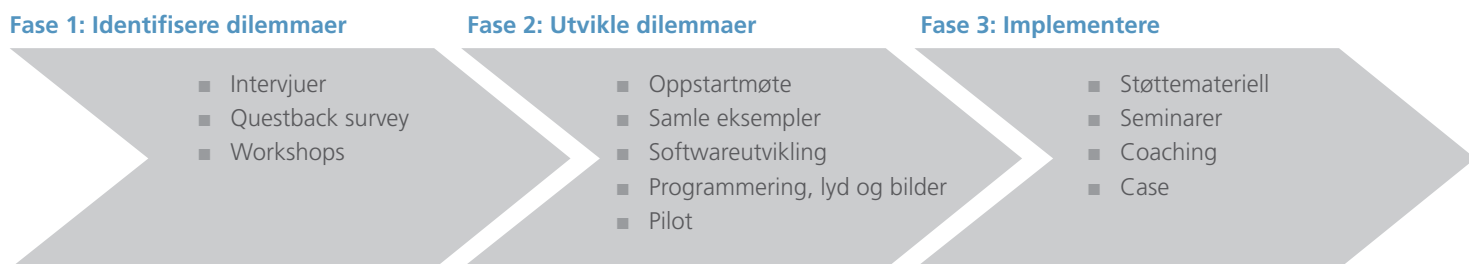 Fase 1: Identifisere dilemmaer
■ Intervjuer
■ Questback survey
■ Workshops
Fase 2: Utvikle dilemmaer
■ Oppstartmøte
■ Samle eksempler
■ Softwareutvikling
■ Programmering, lyd og bilder
■ Pilot
Fase 3: Implementere
■ Støttemateriell
■ Seminarer
■ Coaching
■ Case